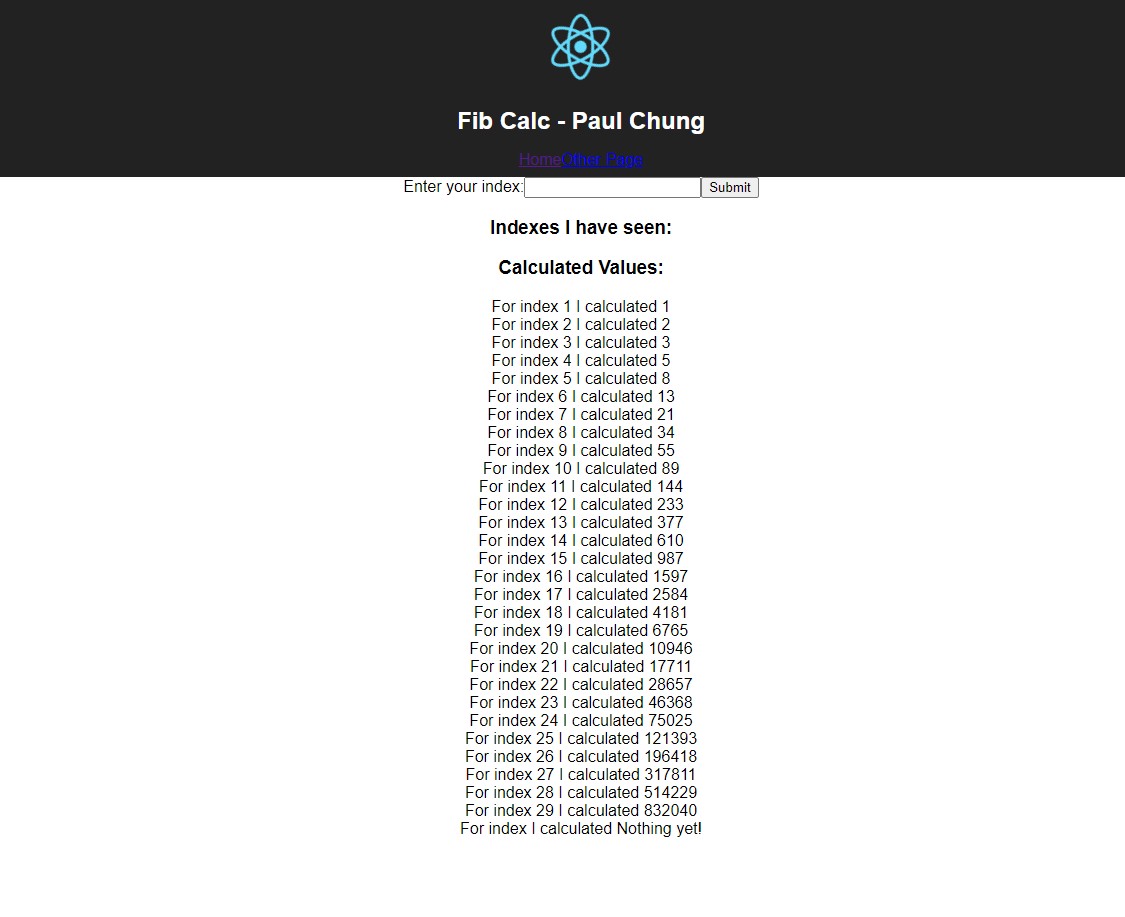 Fib Calc - Paul Chung
HomeOther Page
Enter your index: Submit
Indexes I have seen:
Calculated Values:
For index 1 I calculated 1
For index 2 I calculated 2
For index 3 I calculated 3
For index 4 I calculated 5
For index 5 I calculated 8
For index 6 I calculated 13
For index 7 I calculated 21
For index 8 I calculated 34
For index 9 I calculated 55
For index 10 I calculated 89
For index 11 I calculated 144
For index 12 I calculated 233
For index 13 I calculated 377
For index 14 I calculated 610
For index 15 I calculated 987
For index 16 I calculated 1597
For index 17 I calculated 2584
For index 18 I calculated 4181
For index 19 I calculated 6765
For index 20 I calculated 10946
For index 21 I calculated 17711
For index 22 I calculated 28657
For index 23 I calculated 46368
For index 24 I calculated 75025
For index 25 I calculated 121393
For index 26 I calculated 196418
For index 27 I calculated 317811
For index 28 I calculated 514229
For index 29 I calculated 832040
For index I calculated Nothing yet!